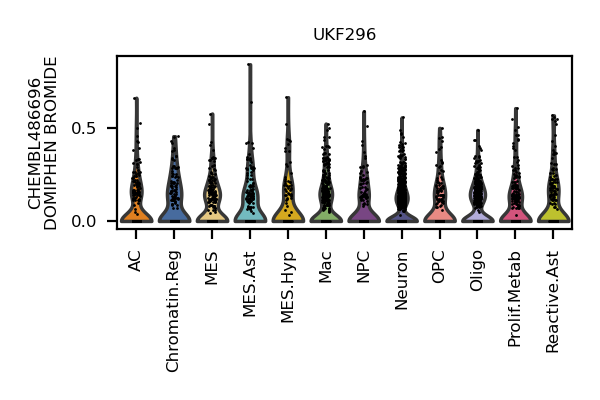 UKF296
CHEMBL486696
DOMIPHEN BROMIDE
0.5
0.0
AC
Chromatin.Reg
MES
MES.Ast
MES.Hyp
Mac
NPC
Neuron
OPC
Oligo
Prolif.Metab
Reactive.Ast